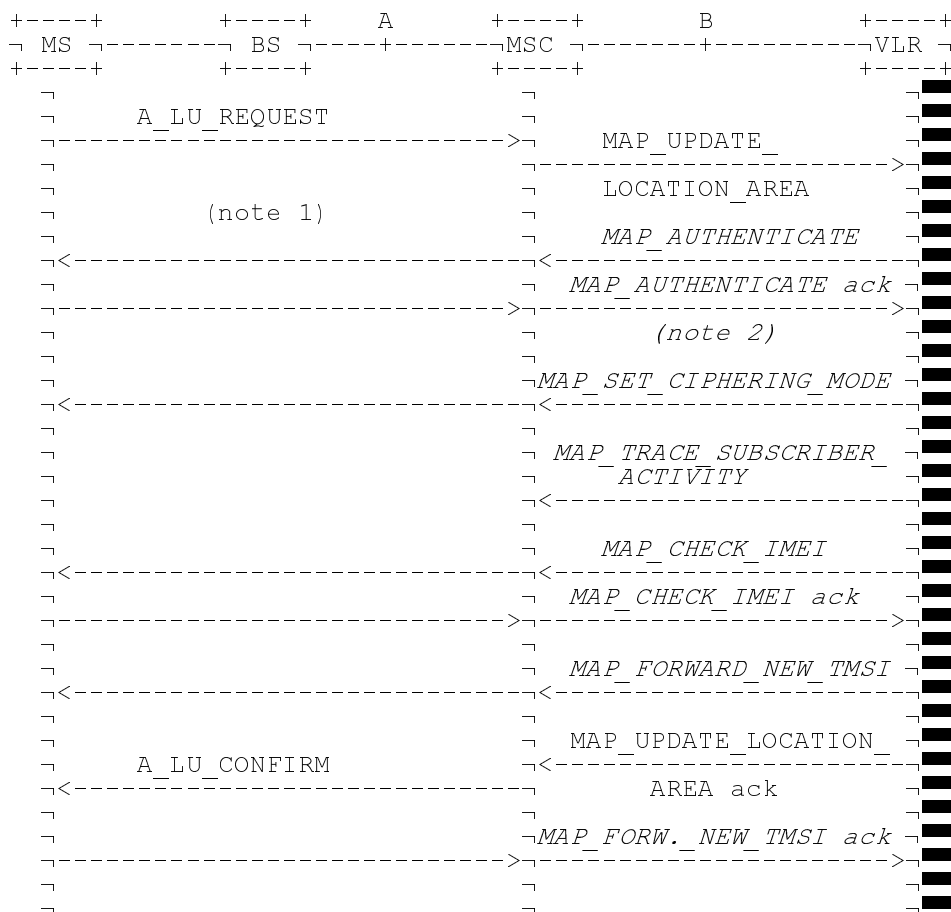 A B
MS BS MSC VLR
A_LU_REQUEST
MAP_UPDATE_
LOCATION_AREA
(note 1)
MAP_AUTHENTICATE
MAP_AUTHENTICATE ack
(note 2)
MAP_SET_CIPHERING_MODE
MAP_TRACE_SUBSCRIBER_
ACTIVITY
MAP_CHECK_IMEI
MAP_CHECK_IMEI ack
MAP_FORWARD_NEW_TMSI
MAP_UPDATE_LOCATION_
A_LU_CONFIRM
AREA ack
MAP_FORW._NEW_TMSI ack